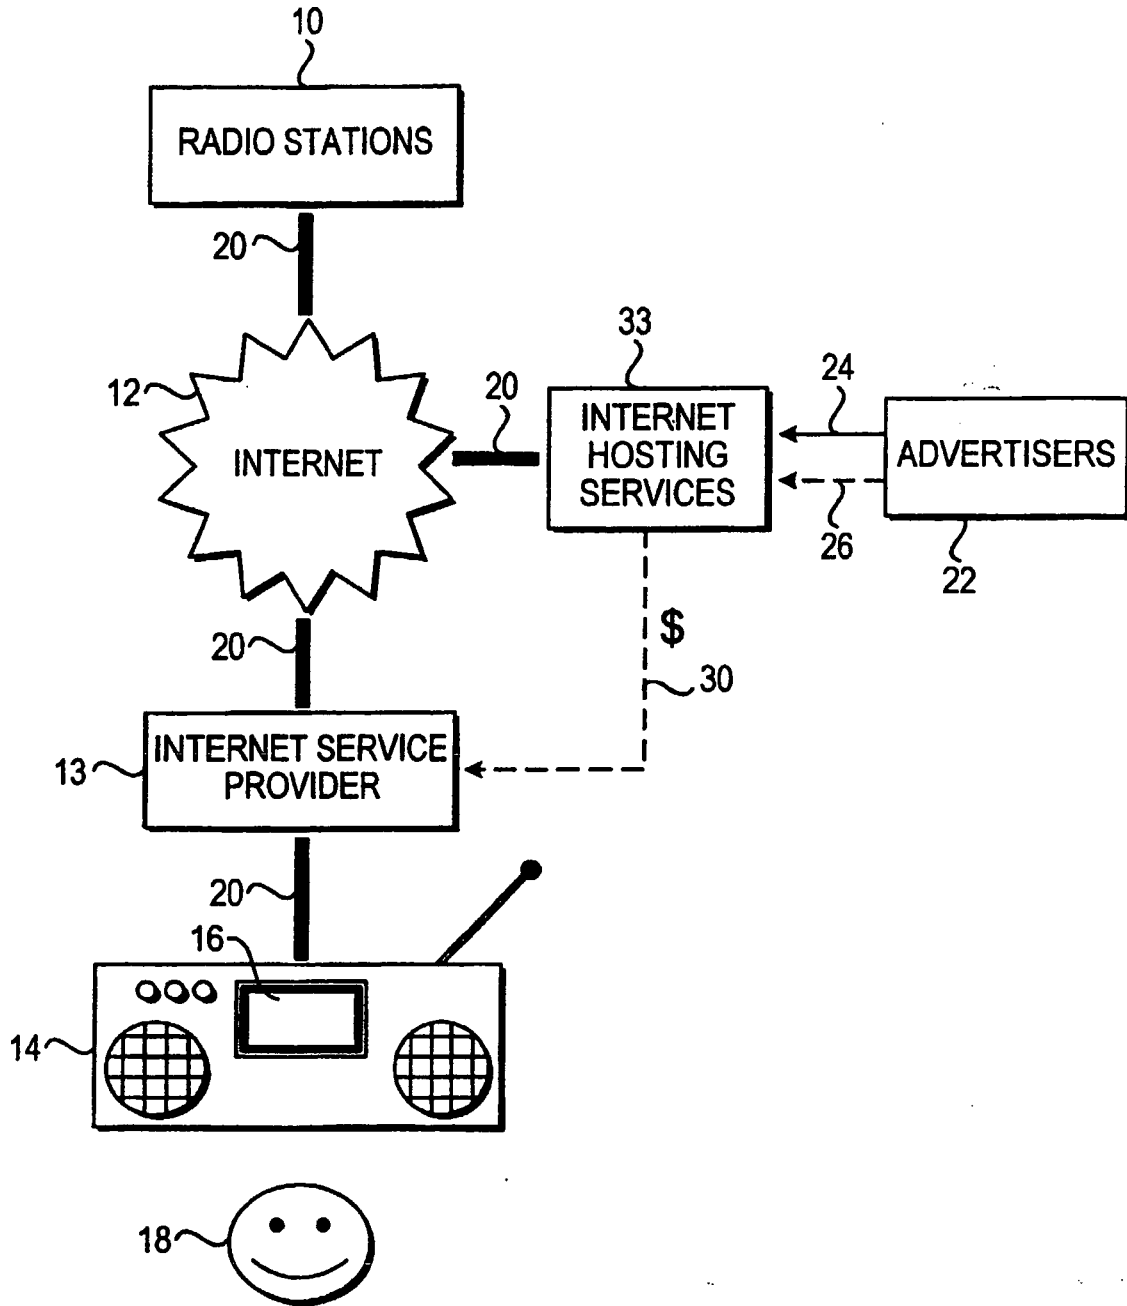 10
RADIO STATIONS
20
12
INTERNET
20
33
INTERNET
HOSTING
SERVICES
24
26
ADVERTISERS
22
20
$
30
13
INTERNET SERVICE
PROVIDER
20
16
14
18